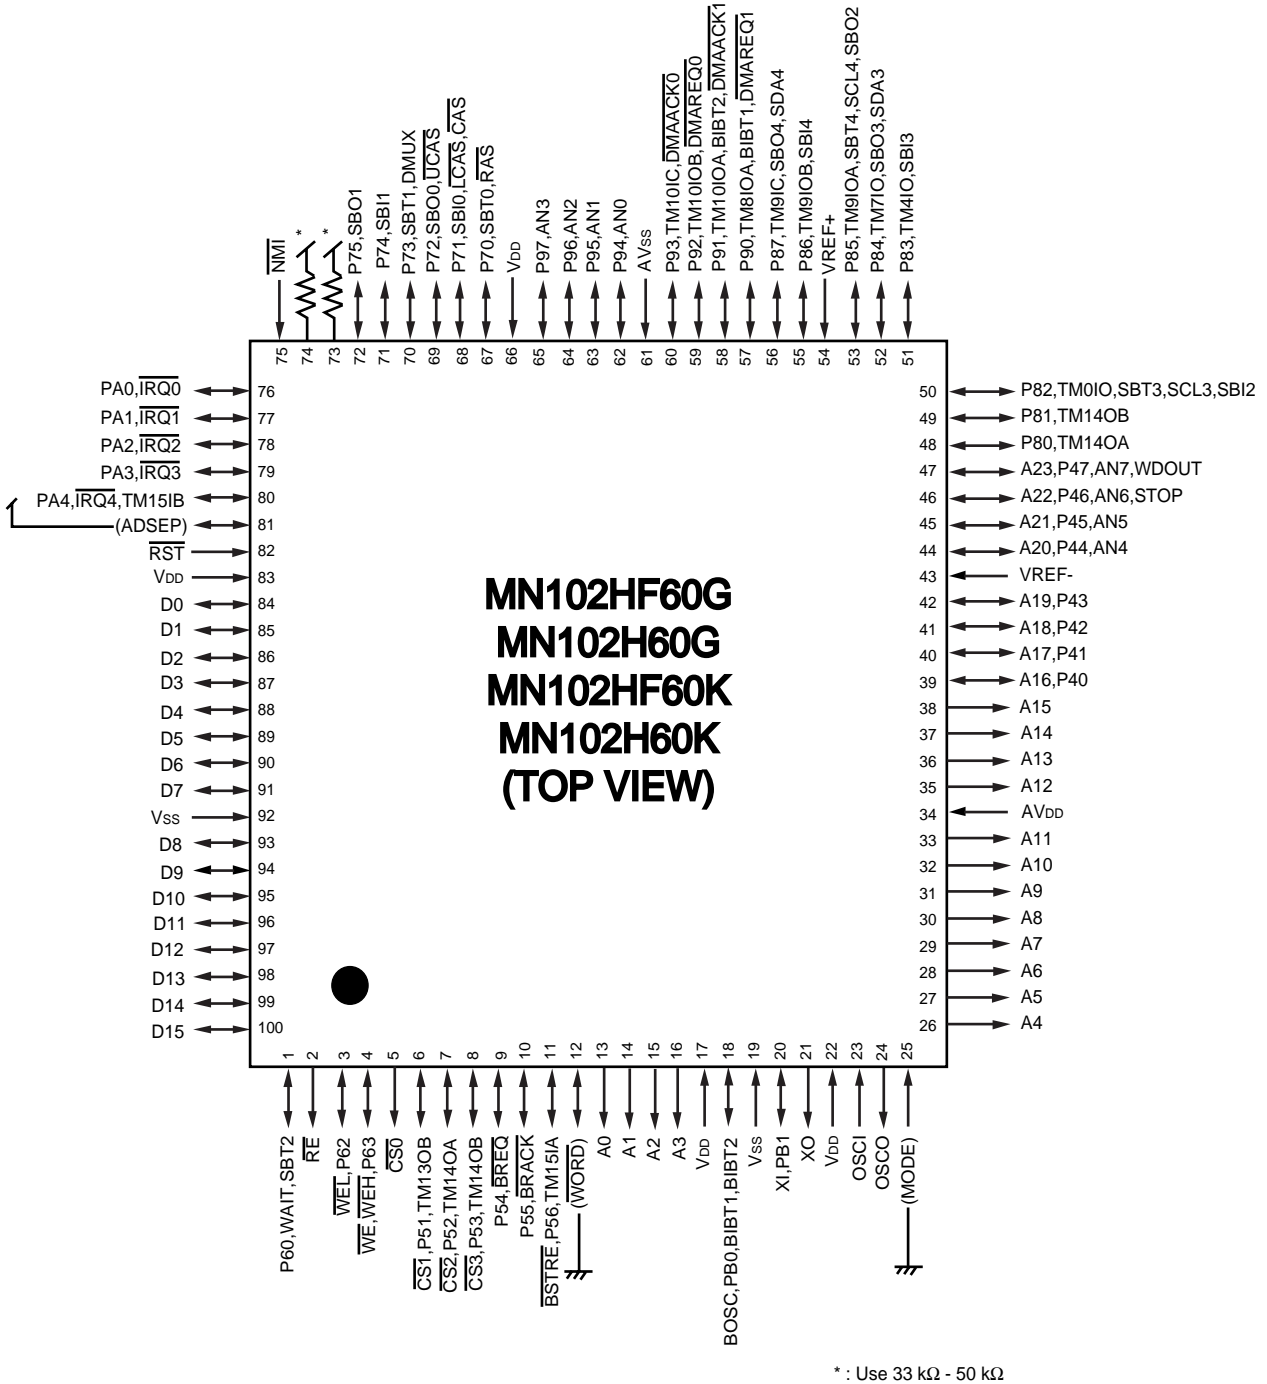 NMI
*
*
P75,SBO1
P74,SBI1
P73,SBT1,DMUX
P72,SBO0,UCAS
P71,SBI0,LCAS,CAS
P70,SBT0,RAS
VDD
P97,AN3
P96,AN2
P95,AN1
P94,AN0
AVSS
P93,TM10IC,DMAACK0
P92,TM10IOB,DMAREQ0
P91,TM10IOA,BIBT2,DMAACK1
P90,TM8IOA,BIBT1,DMAREQ1
P87,TM9IC,SBO4,SDA4
P86,TM9IOB,SBI4
VREF+
P85,TM9IOA,SBT4,SCL4,SBO2
P84,TM7IO,SBO3,SDA3
P83,TM4IO,SBI3
75 74 73 72 71 70 69 68 67 66 65 64 63 62 61 60 59 58 57 56 55 54 53 52 51
PA0,IRQ0 76
PA1,IRQ1 77
PA2,IRQ2 78
PA3,IRQ3 79
PA4,IRQ4,TM15IB 80
(ADSEP) 81
RST 82
VDD 83
D0 84
D1 85
D2 86
D3 87
D4 88
D5 89
D6 90
D7 91
VSS 92
D8 93
D9 94
D10 95
D11 96
D12 97
D13 98
D14 99
D15 100
MN102HF60G
MN102H60G
MN102HF60K
MN102H60K
(TOP VIEW)
50 P82,TM0IO,SBT3,SCL3,SBI2
49 P81,TM14OB
48 P80,TM14OA
47 A23,P47,AN7,WDOUT
46 A22,P46,AN6,STOP
45 A21,P45,AN5
44 A20,P44,AN4
43 VREF-
42 A19,P43
41 A18,P42
40 A17,P41
39 A16,P40
38 A15
37 A14
36 A13
35 A12
34 AVDD
33 A11
32 A10
31 A9
30 A8
29 A7
28 A6
27 A5
26 A4
1 2 3 4 5 6 7 8 9 10 11 12 13 14 15 16 17 18 19 20 21 22 23 24 25
P60,WAIT,SBT2
RE
WEL,P62
WE,WEH,P63
CS0
CS1,P51,TM13OB
CS2,P52,TM14OA
CS3,P53,TM14OB
P54,BREQ
P55,BRACK
BSTRE,P56,TM15IA
(WORD)
A0
A1
A2
A3
VDD
BOSC,PB0,BIBT1,BIBT2
VSS
XI,PB1
XO
VDD
OSCI
OSCO
(MODE)
* : Use 33 kΩ - 50 kΩ